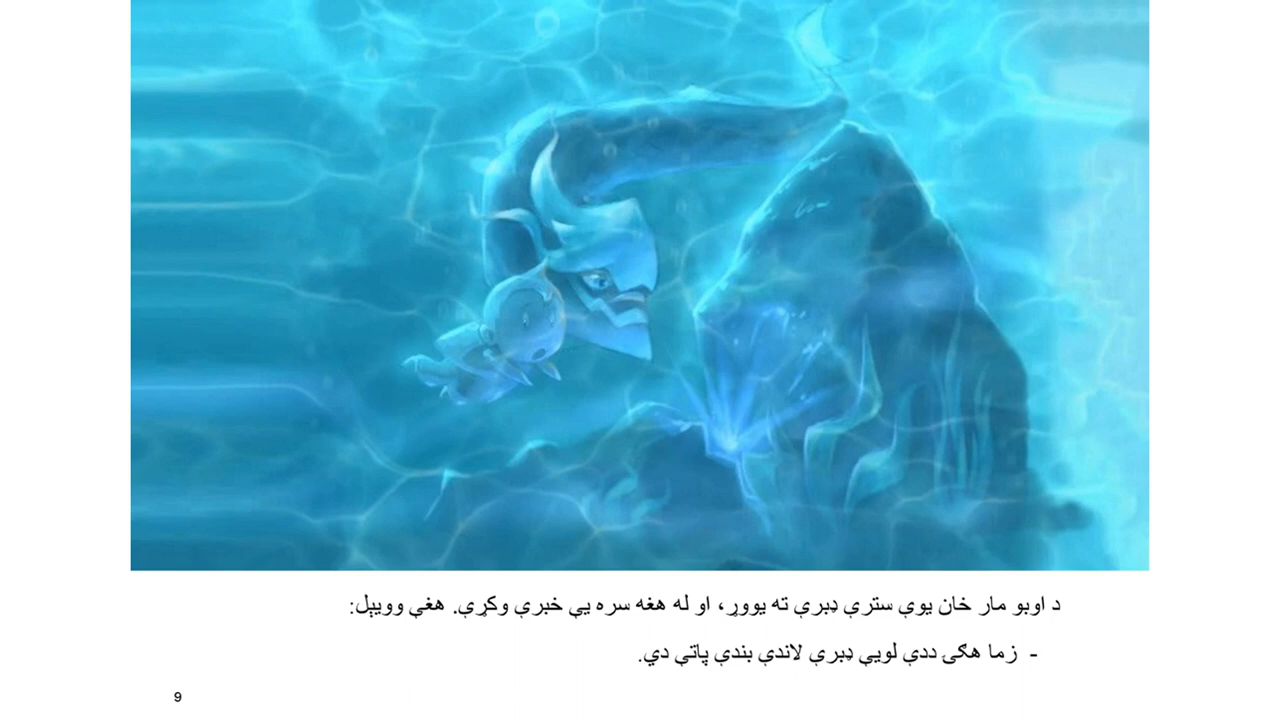 د اوبو مار خان يوې سترې ډبرې ته يووړ، او له هغه سره يې خبرې وکړې. هغې وويېل:
- زما هګۍ ددې لويې ډبرې لاندې بندې پاتې دي.
9